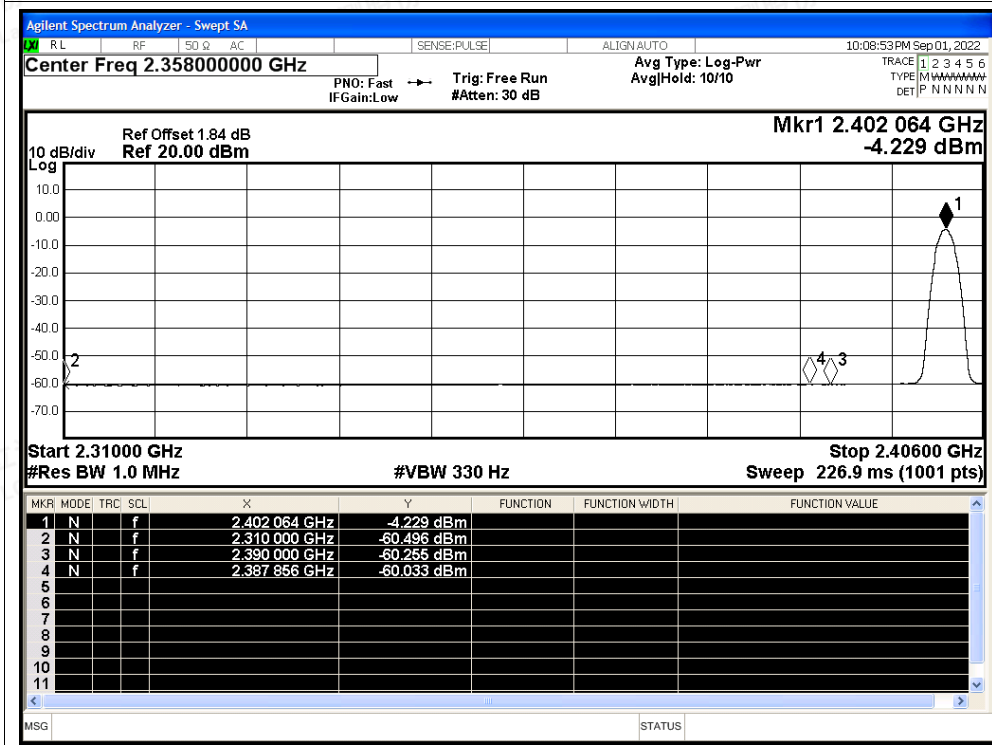 Agilent Spectrum Analyzer - Swept SA
LXI RL RF 50 Ω AC SENSE:PULSE ALIGN AUTO 10:08:53 PM Sep 01, 2022
Center Freq 2.358000000 GHz PNO: Fast Trig: Free Run Avg Type: Log-Pwr TRACE 1 2 3 4 5 6
IFGain:Low #Atten: 30 dB Avg|Hold: 10/10 TYPE M
DET P N N N N N
Ref Offset 1.84 dB Mkr1 2.402 064 GHz
10 dB/div Ref 20.00 dBm -4.229 dBm
Log
10.0
0.00
-10.0
-20.0
-30.0
-40.0
-50.0
-60.0
-70.0
1
2
4
3
Start 2.31000 GHz Stop 2.40600 GHz
#Res BW 1.0 MHz #VBW 330 Hz Sweep 226.9 ms (1001 pts)
MKR MODE TRC SCL X Y FUNCTION FUNCTION WIDTH FUNCTION VALUE
1 N f 2.402 064 GHz -4.229 dBm
2 N f 2.310 000 GHz -60.496 dBm
3 N f 2.390 000 GHz -60.255 dBm
4 N f 2.387 856 GHz -60.033 dBm
5
6
7
8
9
10
11
MSG STATUS